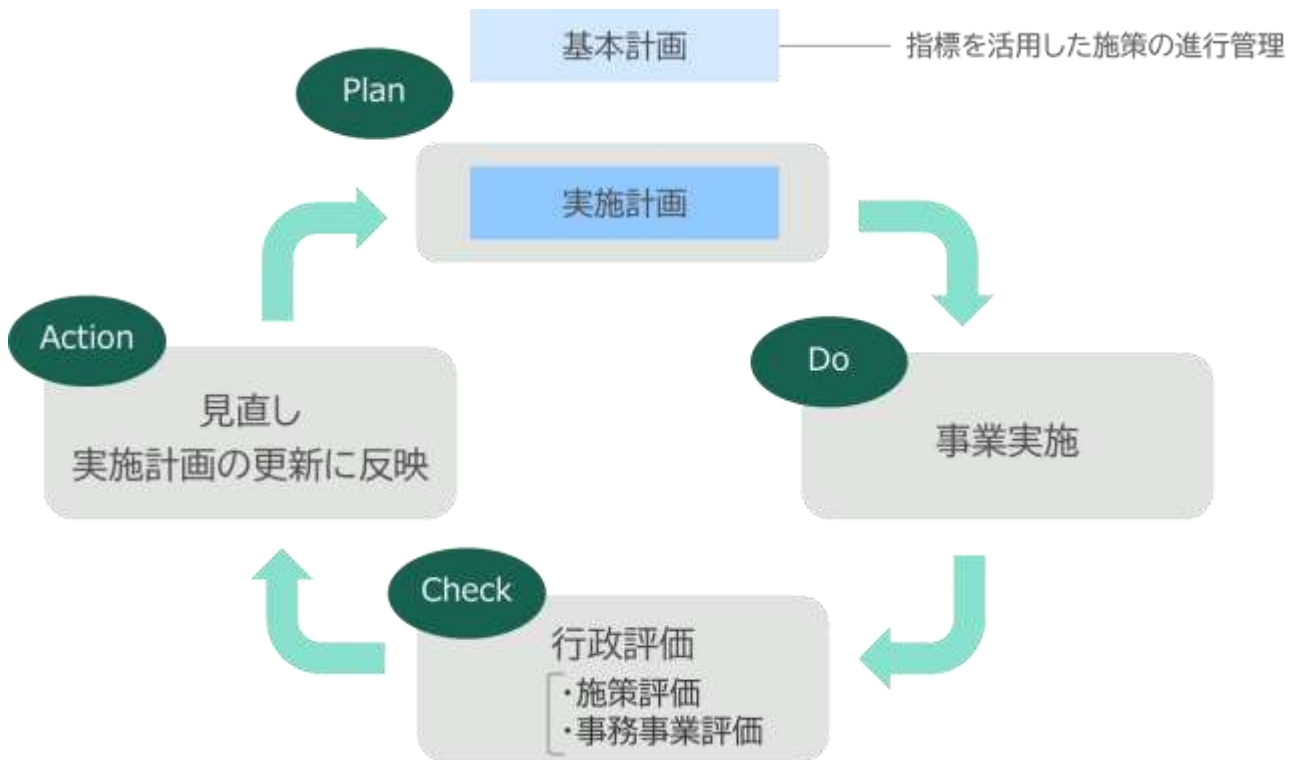 基本計画
指標を活用した施策の進行管理
Plan
実施計画
Action
見直し
実施計画の更新に反映
Do
事業実施
Check
行政評価
・施策評価
・事務事業評価